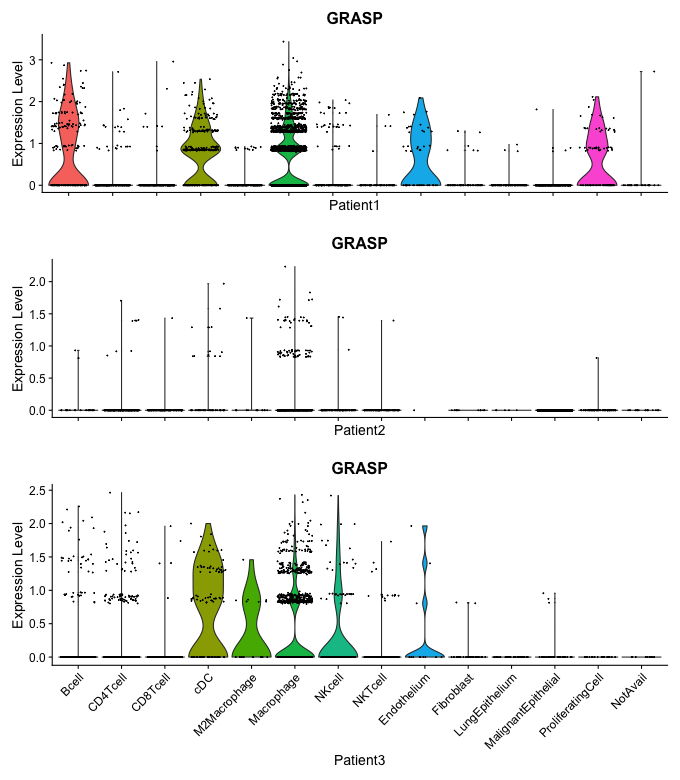 GRASP
Expression Level
3
2
1
0
Patient1
GRASP
Expression Level
2.0
1.5
1.0
0.5
0.0
Patient2
GRASP
Expression Level
2.5
2.0
1.5
1.0
0.5
0.0
Bcell
CD4Tcell
CD8Tcell
cDC
M2Macrophage
Macrophage
NKcell
NKTcell
Endothelium
Fibroblast
LungEpithelium
MalignantEpithelial
ProliferatingCell
NotAvail
Patient3